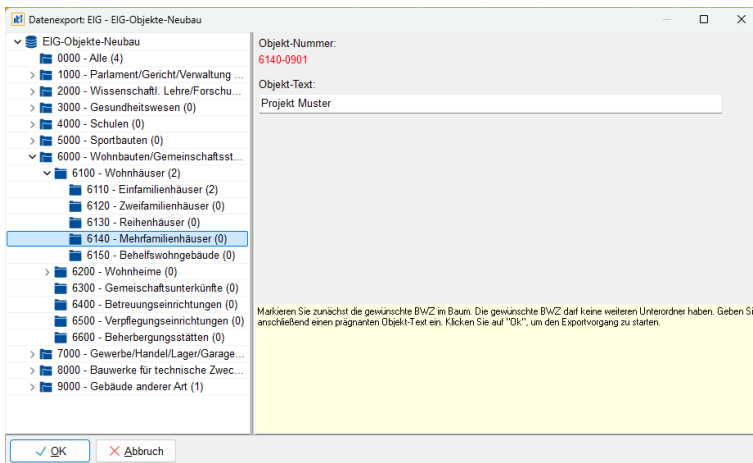 Datenexport: EIG - EIG-Objekte-Neubau
EIG-Objekte-Neubau
0000 - Alle (4)
1000 - Parlament/Gericht/Verwaltung ...
2000 - Wissenschaftl. Lehre/Forschu...
3000 - Gesundheitswesen (0)
4000 - Schulen (0)
5000 - Sportbauten (0)
6000 - Wohnbauten/Gemeinschaftsst...
6100 - Wohnhäuser (2)
6110 - Einfamilienhäuser (2)
6120 - Zweifamilienhäuser (0)
6130 - Reihenhäuser (0)
6140 - Mehrfamilienhäuser (0)
6150 - Behelfswohngebäude (0)
6200 - Wohnheime (0)
6300 - Gemeischaftsunterkünfte (0)
6400 - Betreuungseinrichtungen (0)
6500 - Verpflegungseinrichtungen (0)
6600 - Beherbergungsstätten (0)
7000 - Gewerbe/Handel/Lager/Garage...
8000 - Bauwerke für technische Zwec...
9000 - Gebäude anderer Art (1)
Objekt-Nummer:
6140-0901
Objekt-Text:
Projekt Muster
Markieren Sie zunächst die gewünschte BWZ im Baum. Die gewünschte BWZ darf keine weiteren Unterordner haben. Geben Si
anschließend einen prägnanten Objekt-Text ein. Klicken Sie auf "Ok", um den Exportvorgang zu starten.
OK
Abbruch